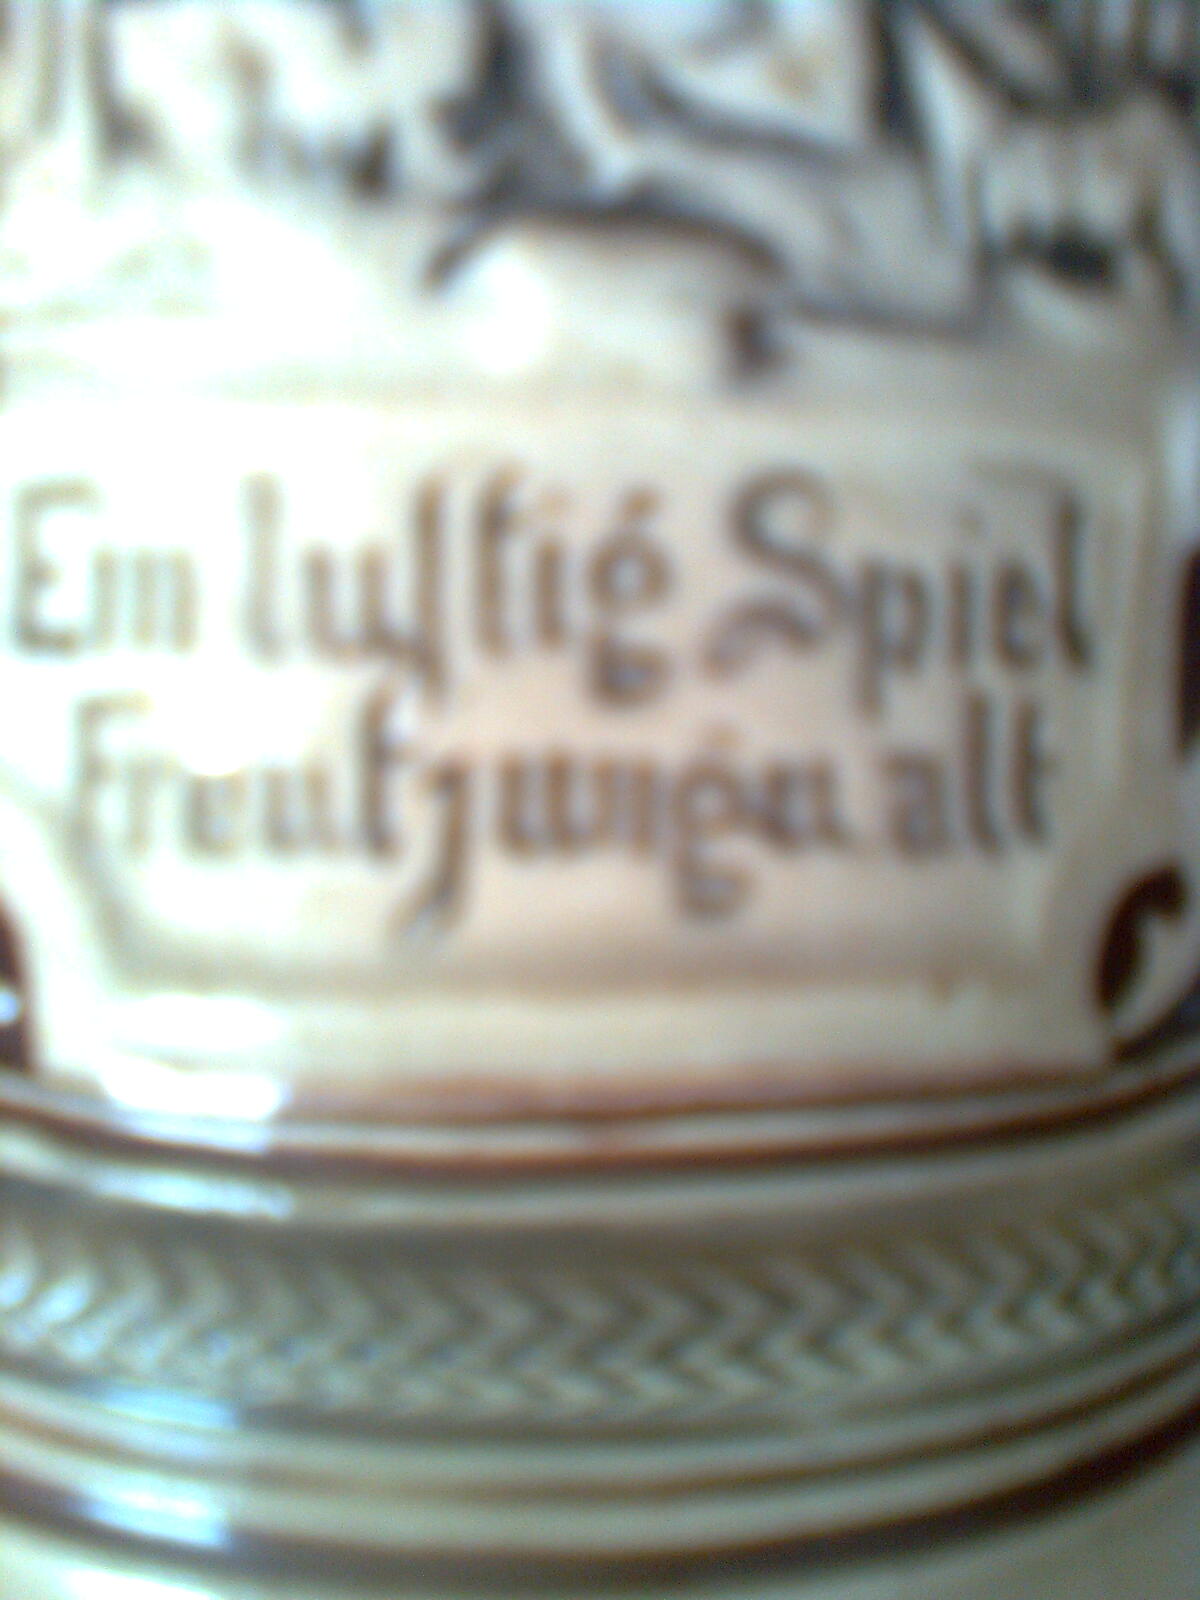 Ein lustig Spiel
Freut jung u alt